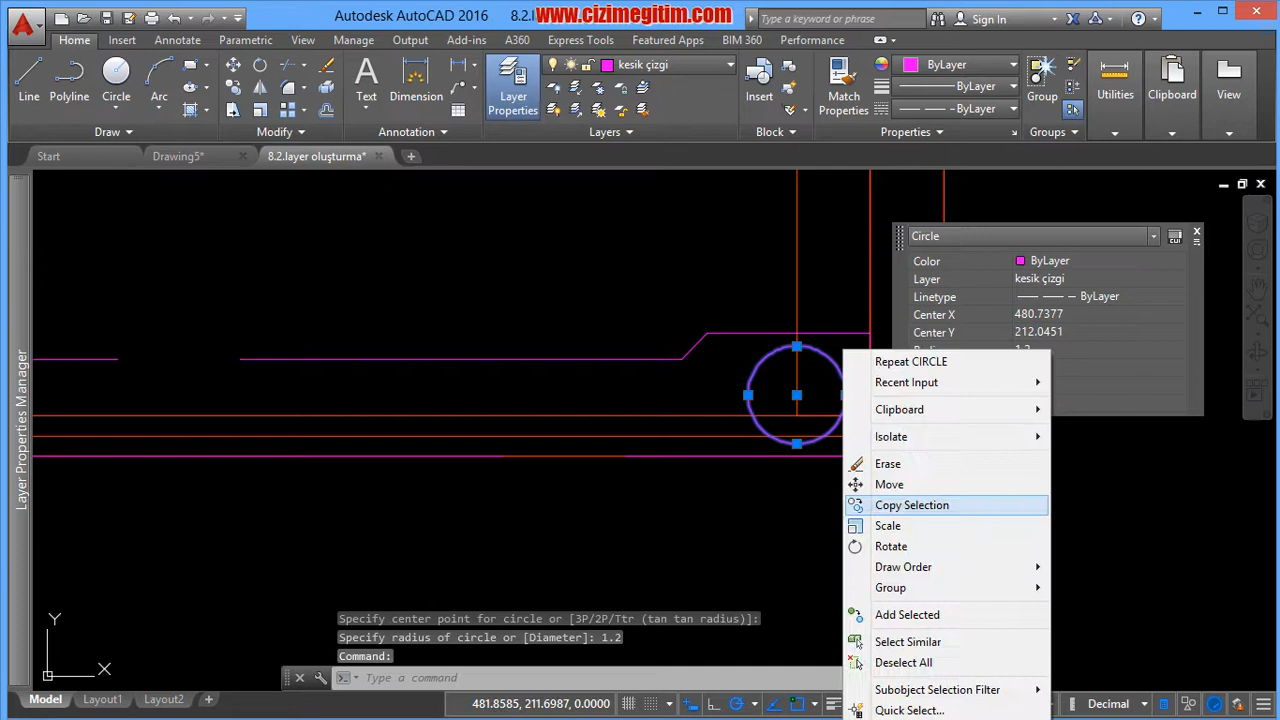 Autodesk AutoCAD 2016 8.2.l www.cizimegitim.com Type a keyword or phrase Sign In
Home Insert Annotate Parametric View Manage Output Add-ins A360 Express Tools Featured Apps BIM 360 Performance
kesik çizgi ByLayer
ByLayer
ByLayer
Line Polyline Circle Arc Text Dimension Layer Properties Insert Match Properties Group Utilities Clipboard View
Draw Modify Annotation Layers Block Properties Groups
Start Drawing5* 8.2.layer oluşturma*
Circle
Color ByLayer
Layer kesik çizgi
Linetype ByLayer
Center X 480.7377
Center Y 212.0451
Layer Properties Manager
Repeat CIRCLE
Recent Input
Clipboard
Isolate
Erase
Move
Copy Selection
Scale
Rotate
Draw Order
Group
Add Selected
Select Similar
Deselect All
Subobject Selection Filter
Quick Select...
Y
X
Specify center point for circle or [3P/2P/Ttr (tan tan radius)]:
Specify radius of circle or [Diameter]: 1.2
Command:
Type a command
Model Layout1 Layout2 481.8585, 211.6987, 0.0000 Decimal